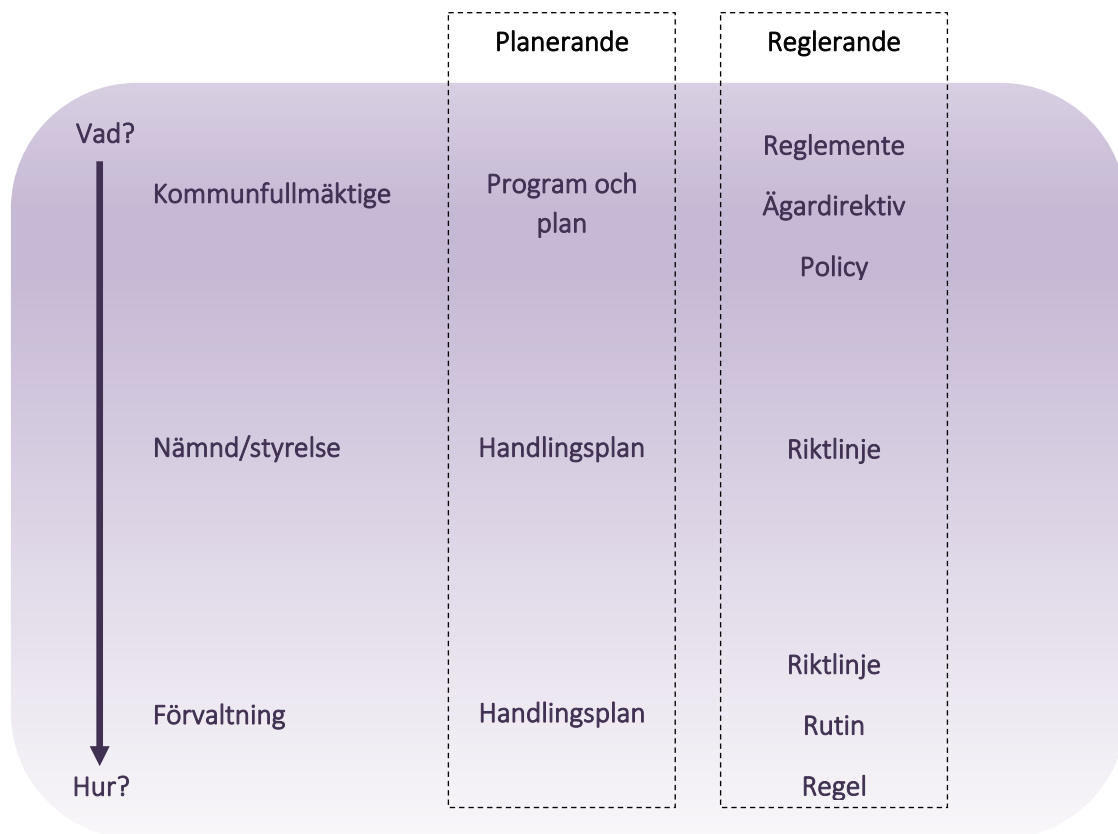 Planerande
Reglerande
Vad?
Reglemente
Kommunfullmäktige
Program och
plan
Ägardirektiv
Policy
Nämnd/styrelse
Handlingsplan
Riktlinje
Riktlinje
Förvaltning
Handlingsplan
Rutin
Hur?
Regel